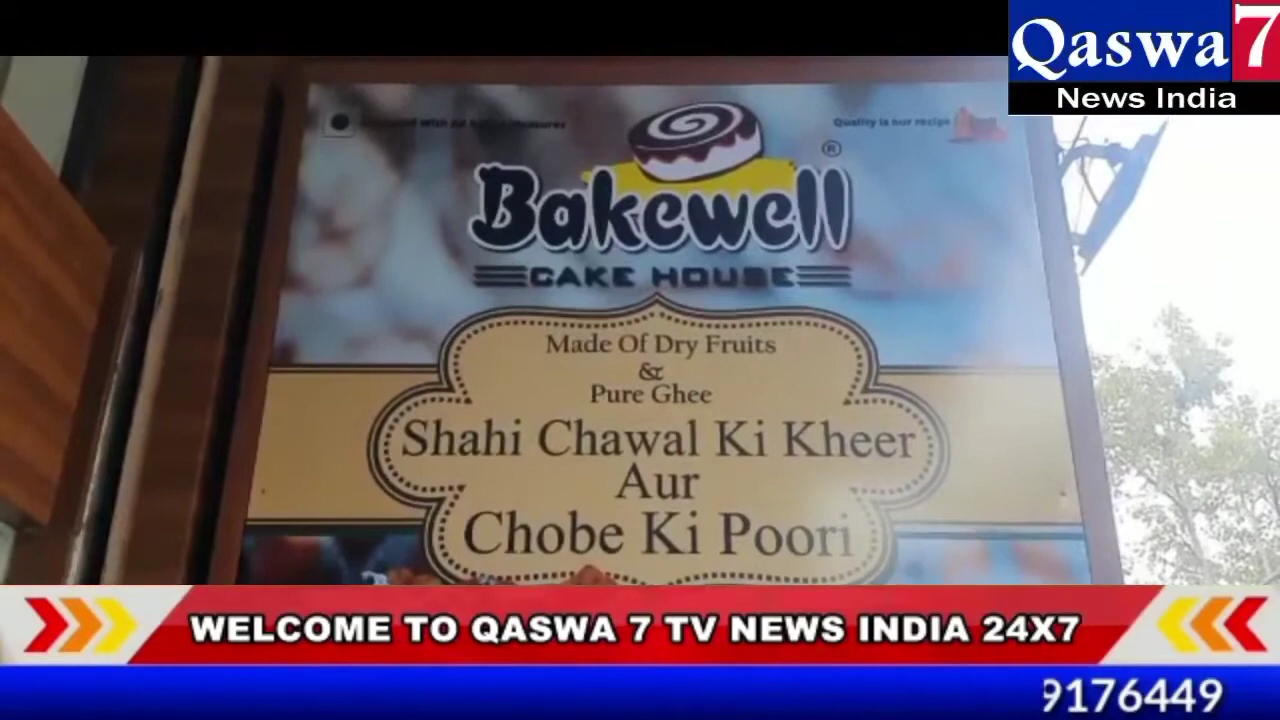 Qaswa 7
News India
Quality is our recipe
Bakewell ®
CAKE HOUSE
Made Of Dry Fruits
&
Pure Ghee
Shahi Chawal Ki Kheer
Aur
Chobe Ki Poori
WELCOME TO QASWA 7 TV NEWS INDIA 24X7
9176449